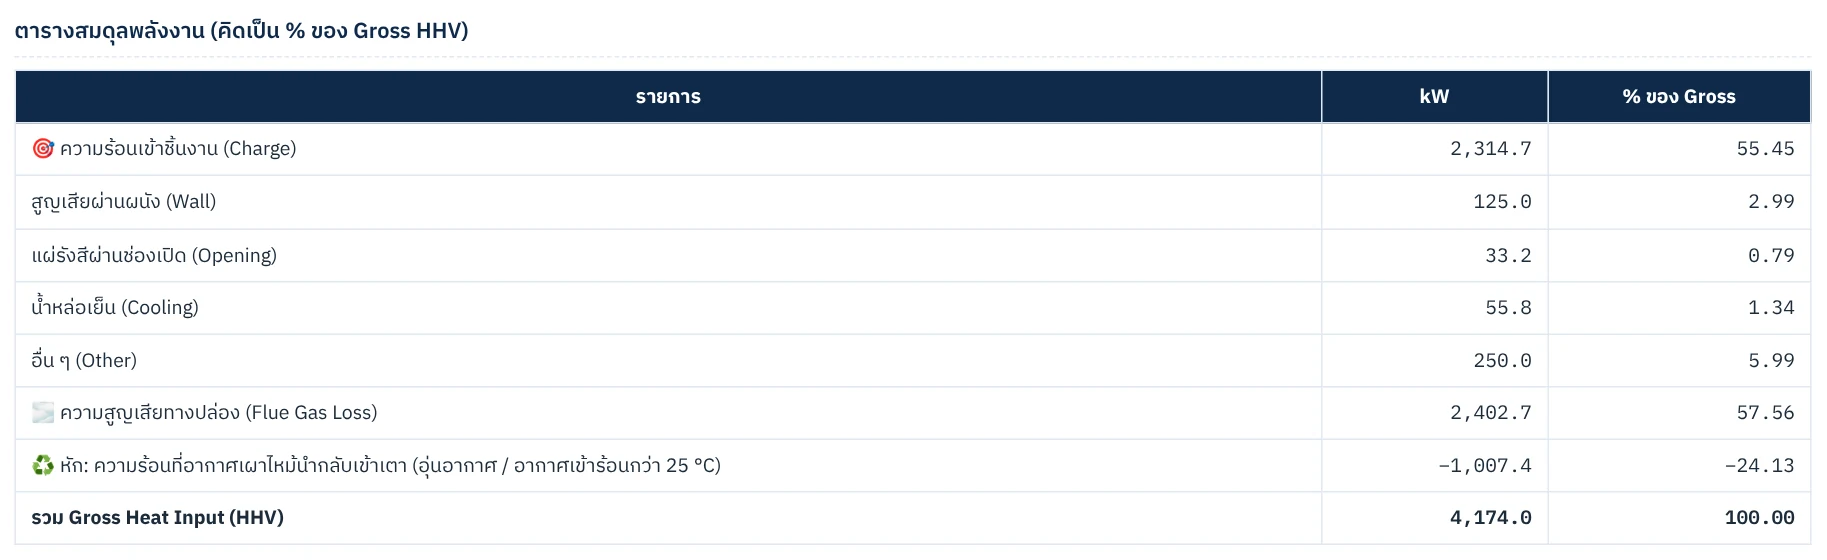 ตารางสมดุลพลังงาน (คิดเป็น % ของ Gross HHV)
รายการ kW % ของ Gross
🎯 ความร้อนเข้าชิ้นงาน (Charge) 2,314.7 55.45
สูญเสียผ่านผนัง (Wall) 125.0 2.99
แผ่รังสีผ่านช่องเปิด (Opening) 33.2 0.79
น้ำหล่อเย็น (Cooling) 55.8 1.34
อื่น ๆ (Other) 250.0 5.99
🌫️ ความสูญเสียทางปล่อง (Flue Gas Loss) 2,402.7 57.56
♻️ หัก: ความร้อนที่อากาศเผาไหม้นำกลับเข้าเตา (อุ่นอากาศ / อากาศเข้าร้อนกว่า 25 °C) −1,007.4 −24.13
รวม Gross Heat Input (HHV) 4,174.0 100.00